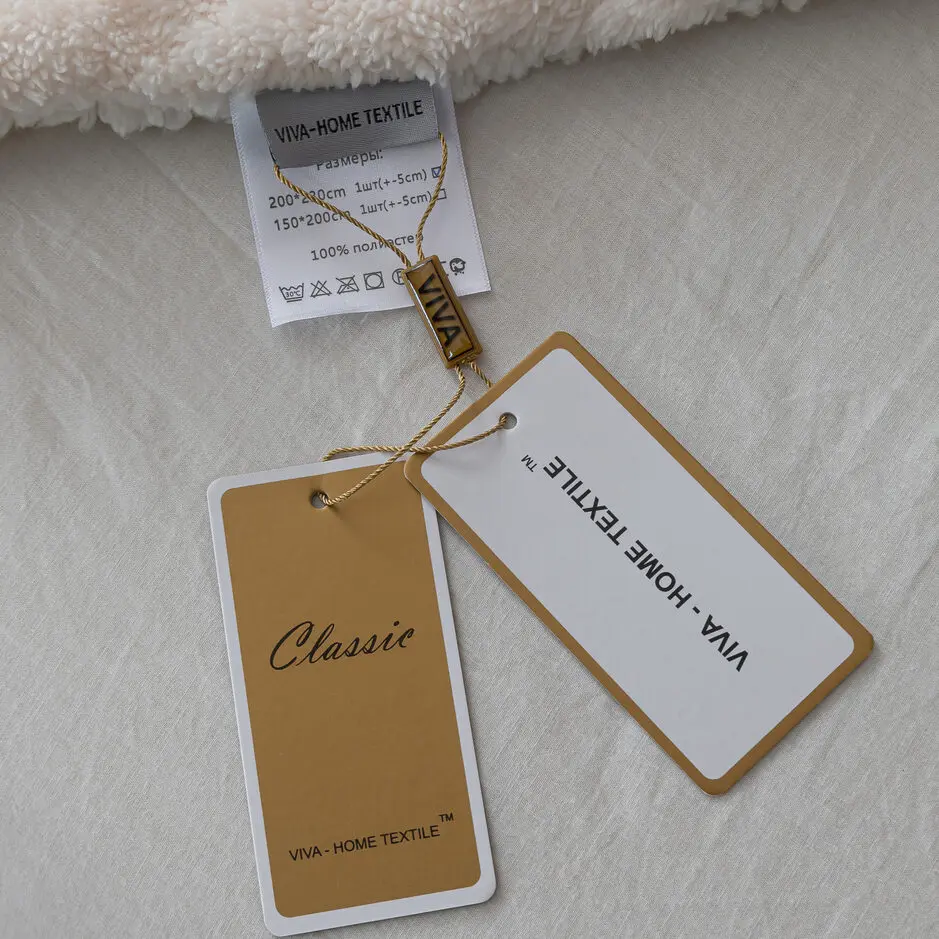 VIVA-HOME TEXTILE
Размеры:
200*230cm 1шт(+-5cm)
150*200cm 1шт(+-5cm)
100% полиэстер
30°C
VIVA
VIVA - HOME TEXTILE™
Classic
VIVA - HOME TEXTILE™